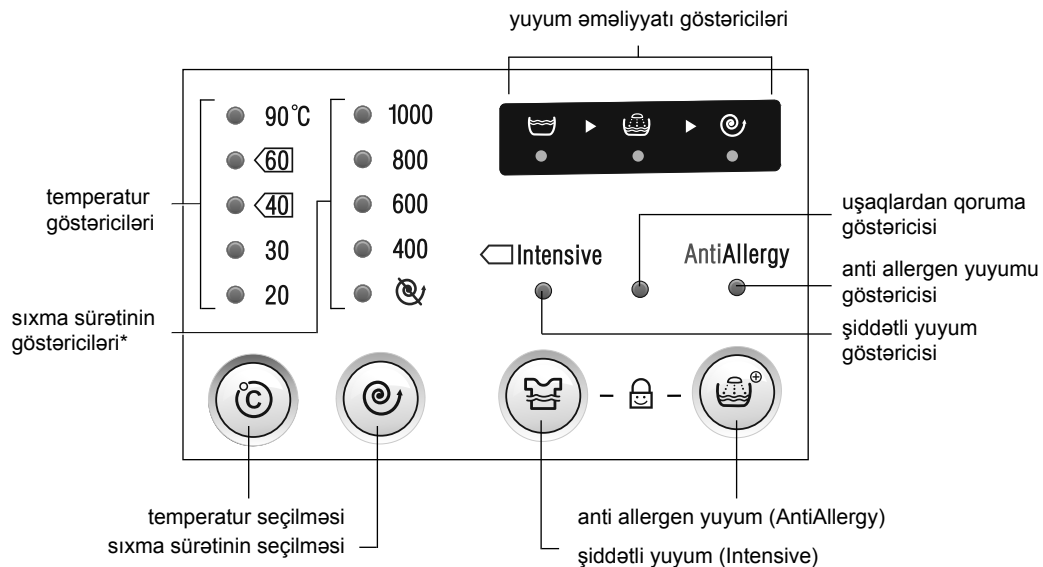 yuyum əməliyyatı göstəriciləri
90°C
60
40
30
20
1000
800
600
400
temperatur
göstəriciləri
sıxma sürətinin
göstəriciləri*
Intensive
AntiAllergy
uşaqlardan qoruma
göstəricisi
anti allergen yuyumu
göstəricisi
şiddətli yuyum
göstəricisi
°C
temperatur seçilməsi
sıxma sürətinin seçilməsi
anti allergen yuyum (AntiAllergy)
şiddətli yuyum (Intensive)